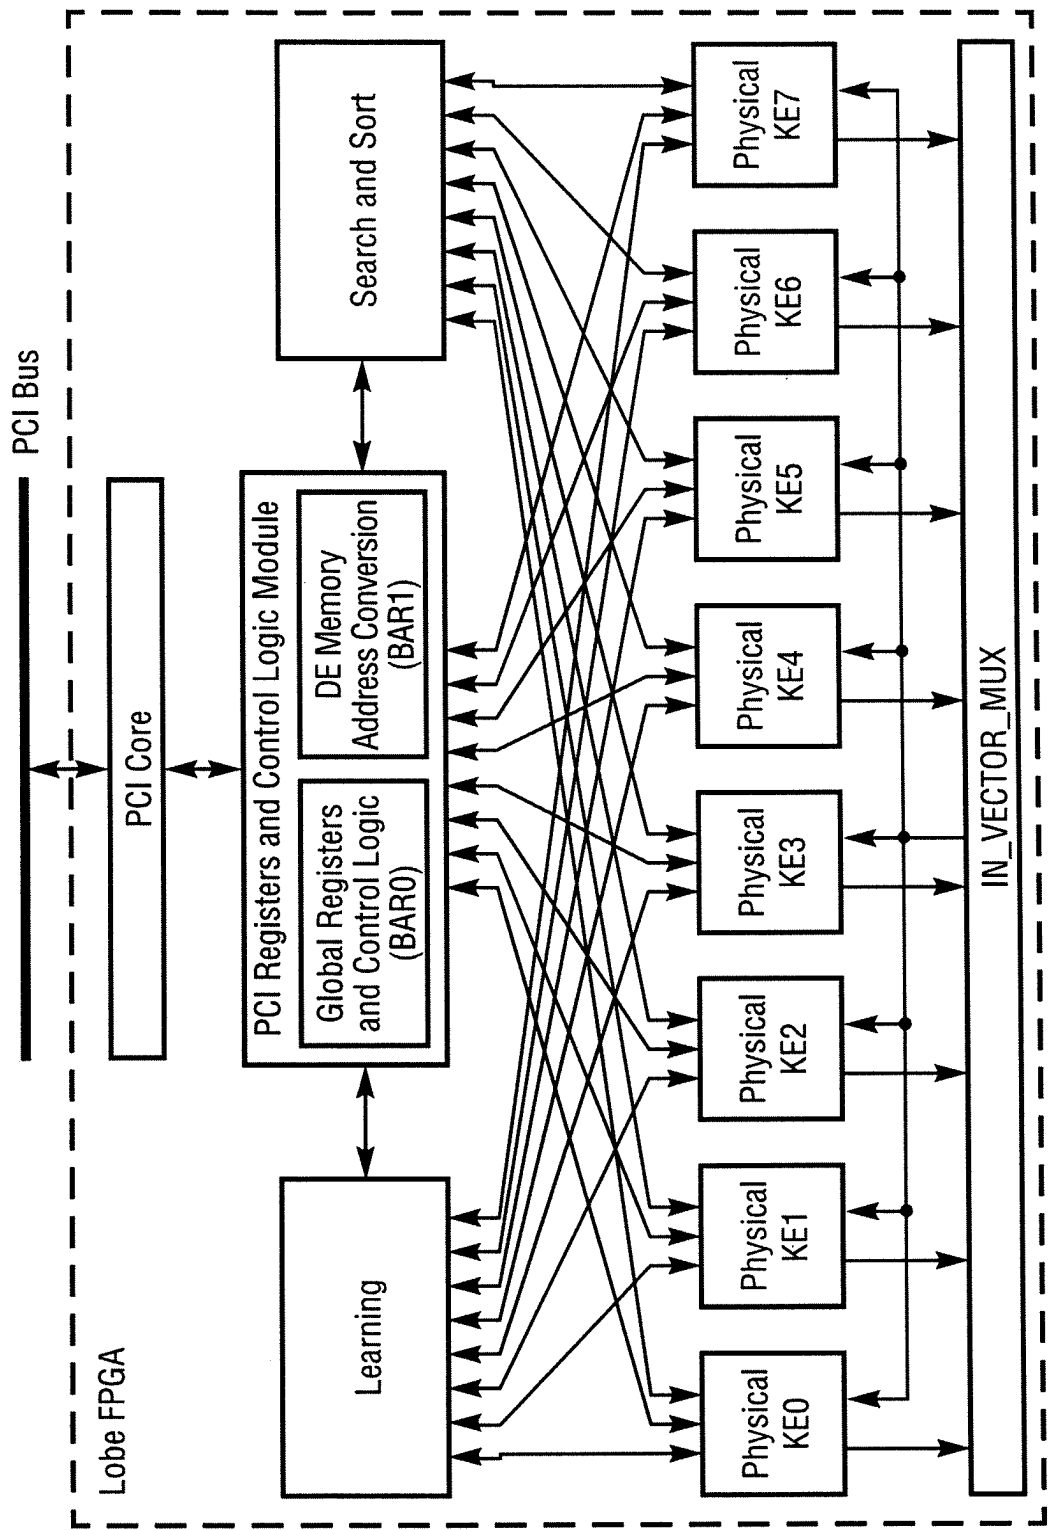 PCI Bus
Lobe FPGA
PCI Core
PCI Registers and Control Logic Module
Learning
Global Registers
and Control Logic
(BAR0)
DE Memory
Address Conversion
(BAR1)
Search and Sort
Physical
KE0
Physical
KE1
Physical
KE2
Physical
KE3
Physical
KE4
Physical
KE5
Physical
KE6
Physical
KE7
IN_VECTOR_MUX